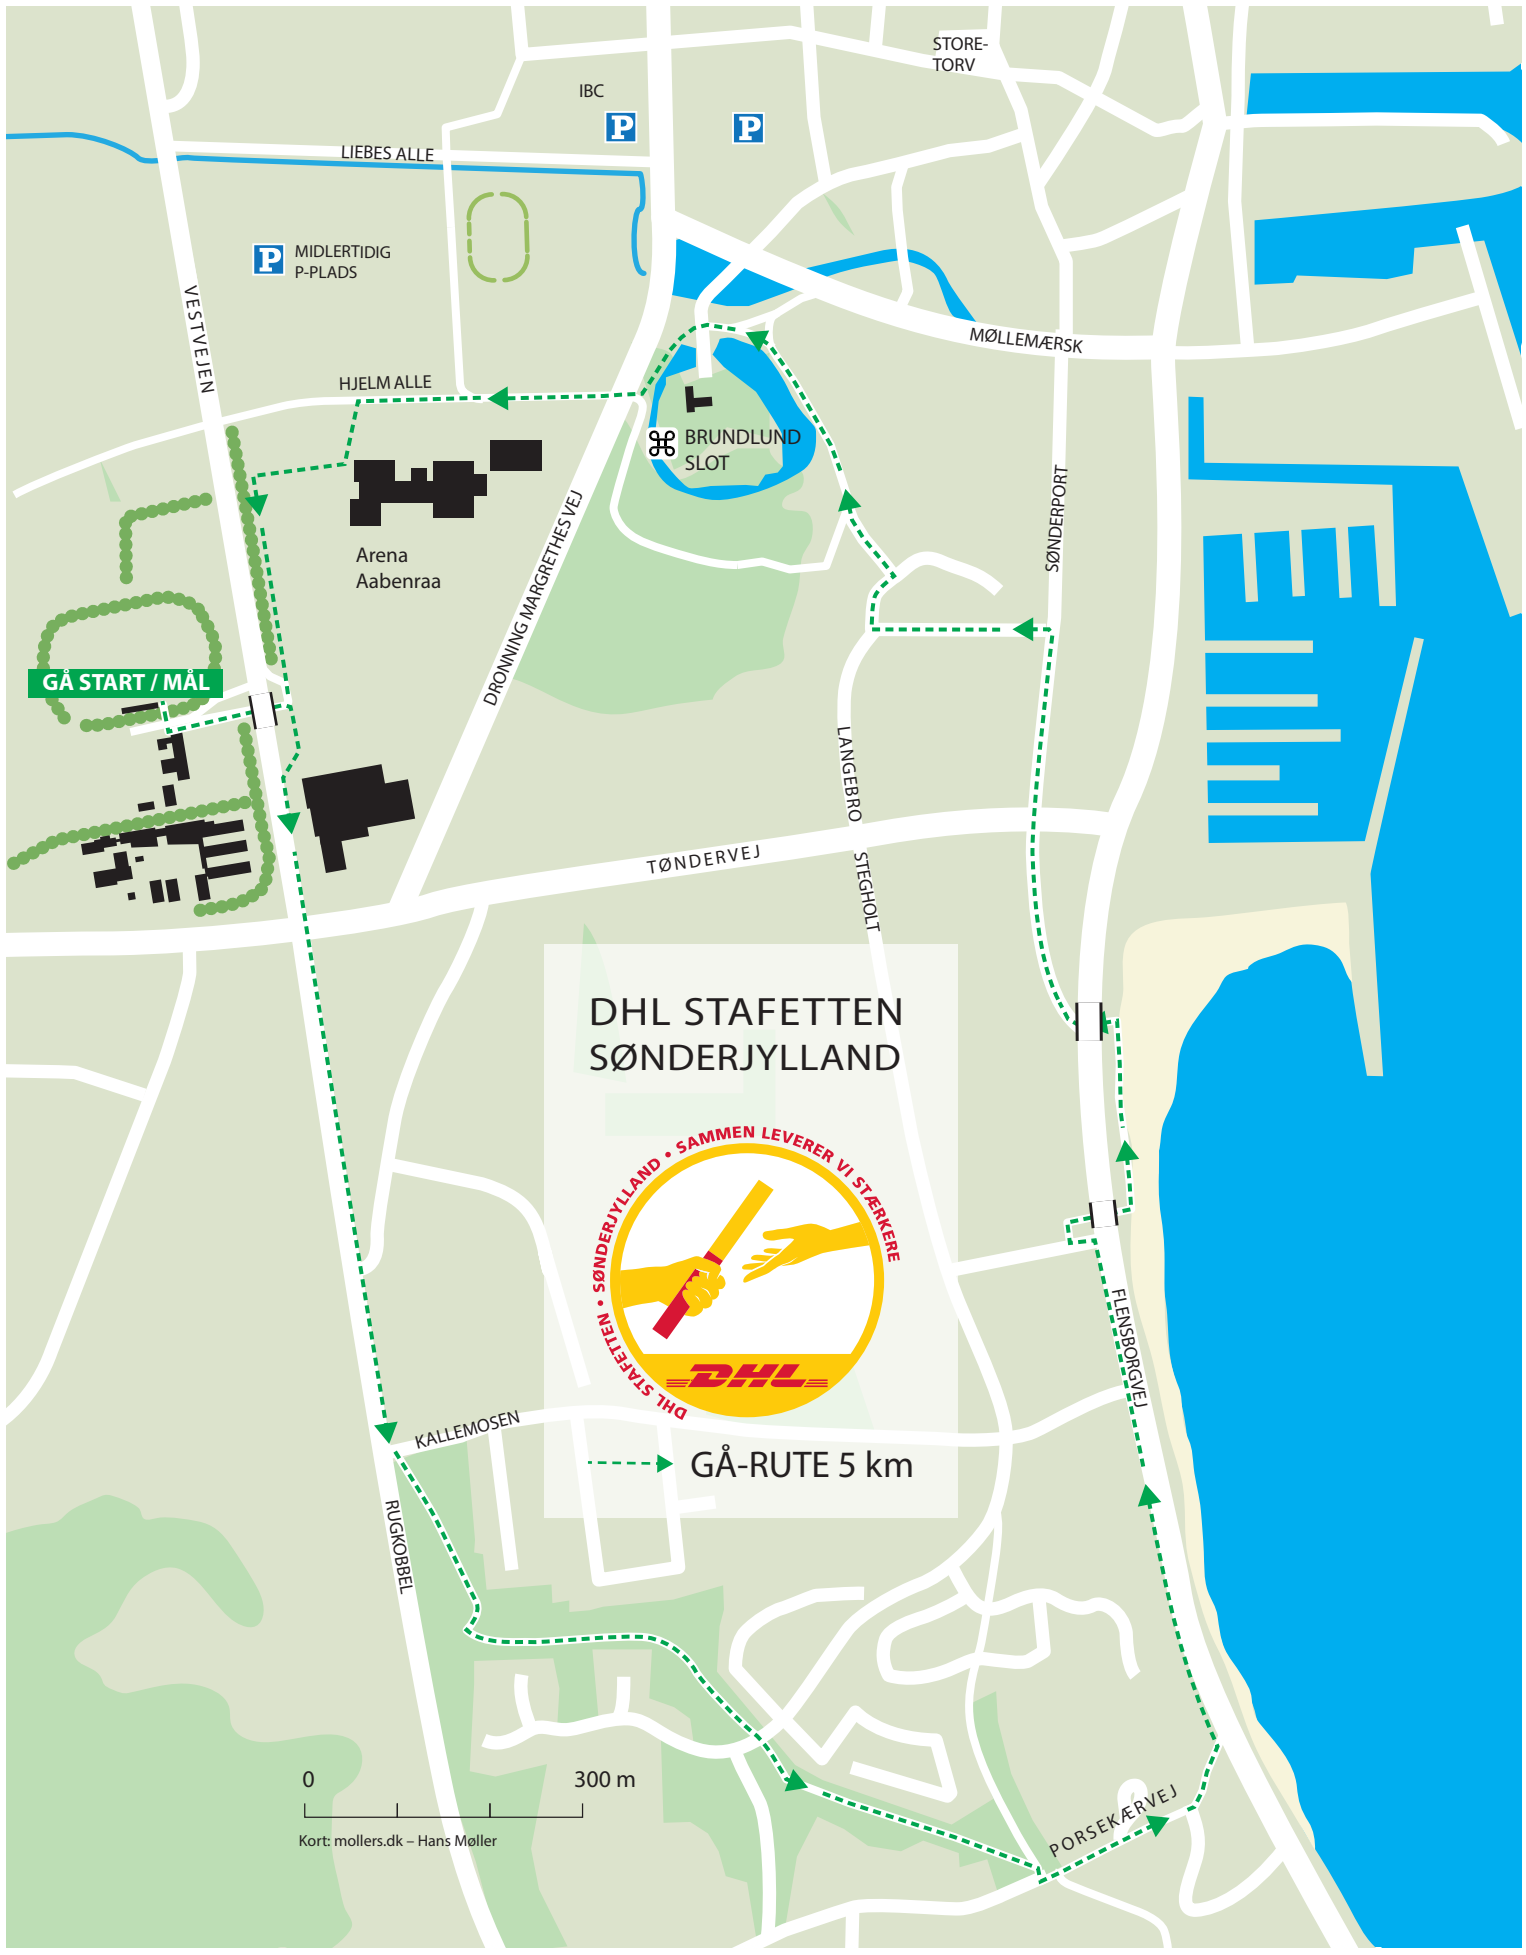 STORE-
TORV
IBC
P
P
LIEBES ALLE
P
MIDLERTIDIG
P-PLADS
VESTVEJEN
MØLLEMÆRSK
HJELM ALLE
BRUNDLUND
SLOT
SØNDERPORT
DRONNING MARGRETHES VEJ
Arena
Aabenraa
GÅ START / MÅL
LANGEBRO
TØNDERVEJ
STEGHOLT
DHL STAFETTEN
SØNDERJYLLAND
DHL STAFETTEN • SØNDERJYLLAND • SAMMEN LEVERER VI STÆRKERE
DHL
FLENSBORGVEJ
KALLEMOSEN
GÅ-RUTE 5 km
RUGKOBBEL
PORSEKÆRVEJ
0 300 m
Kort: mollers.dk – Hans Møller